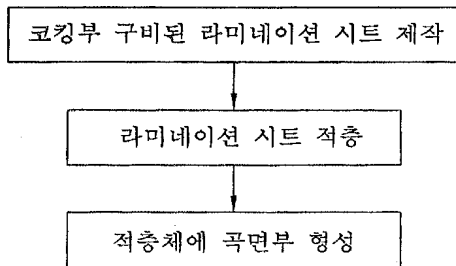 코킹부 구비된 라미네이션 시트 제작
라미네이션 시트 적층
적층체에 곡면부 형성